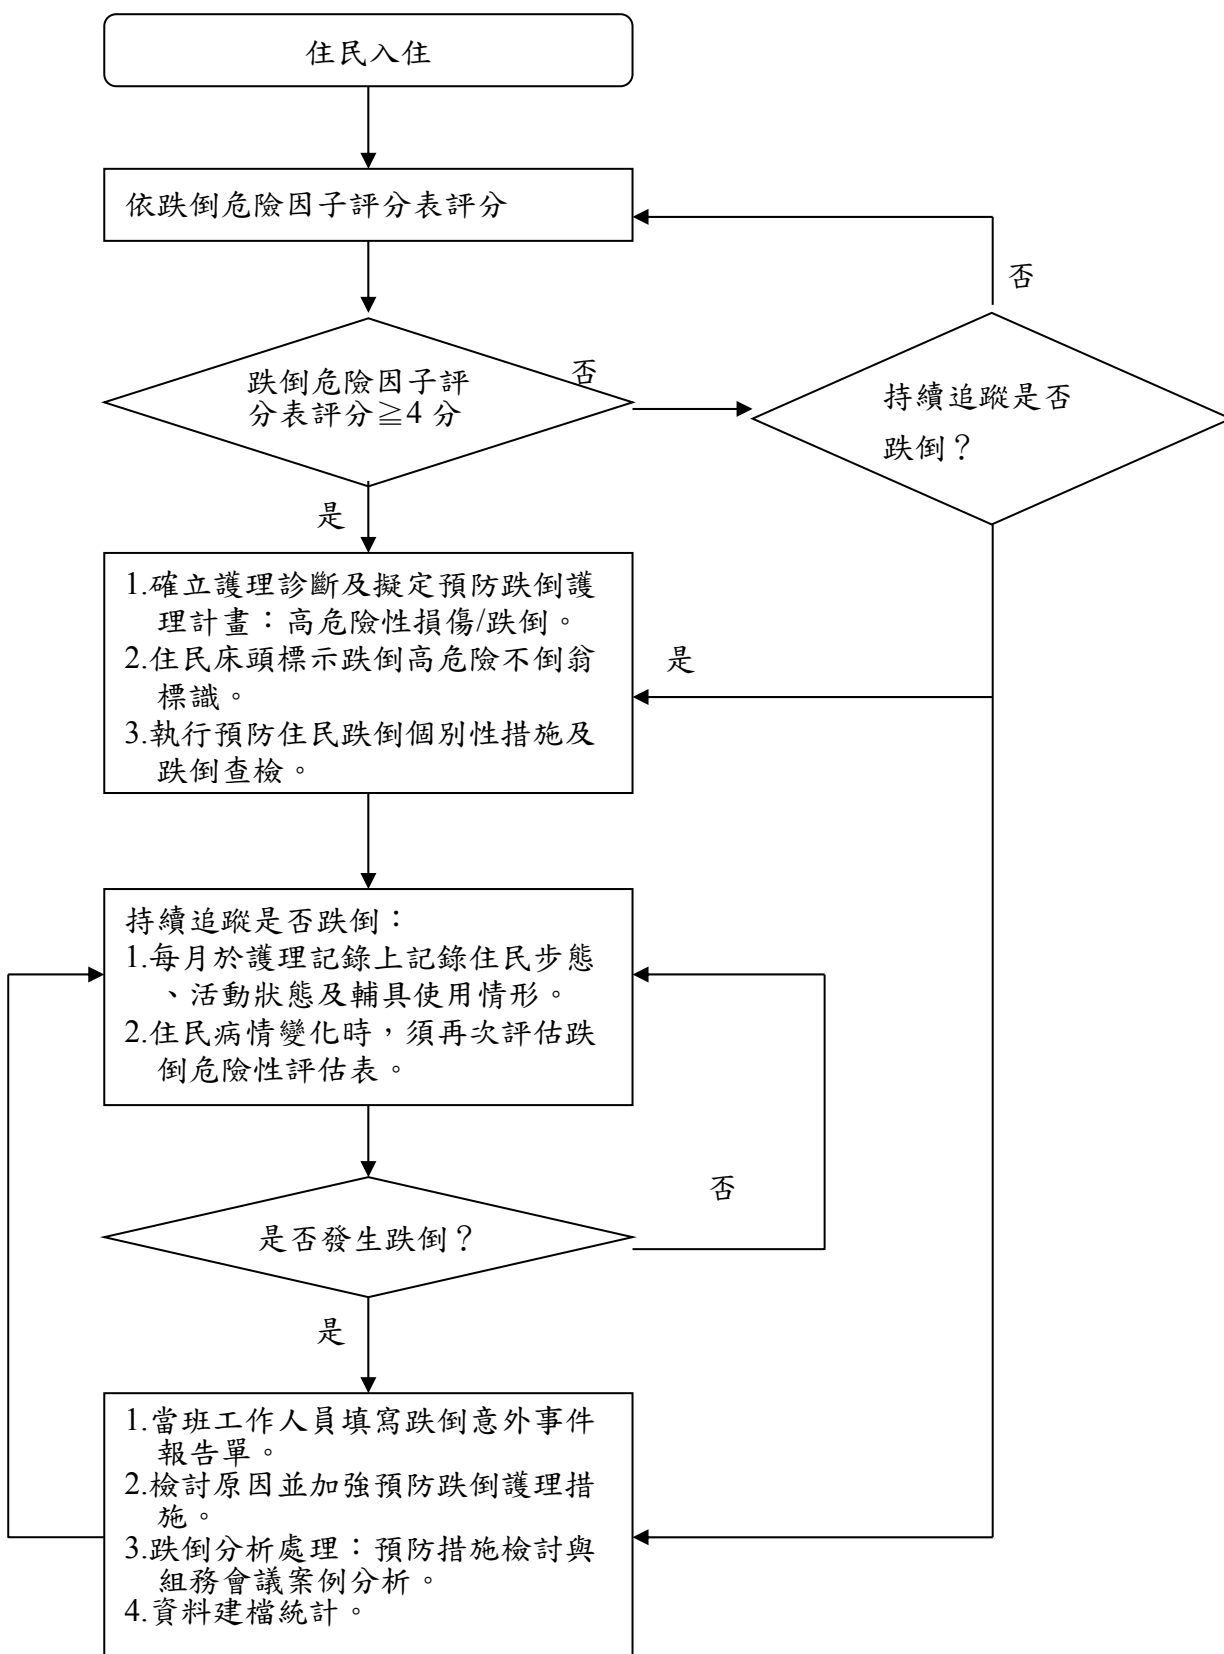 住民入住
依跌倒危險因子評分表評分
否
跌倒危險因子評
分表評分≧4 分
否
持續追蹤是否
跌倒？
是
1.確立護理診斷及擬定預防跌倒護
理計畫：高危險性損傷/跌倒。
2.住民床頭標示跌倒高危險不倒翁
標識。
3.執行預防住民跌倒個別性措施及
跌倒查檢。
是
持續追蹤是否跌倒：
1.每月於護理記錄上記錄住民步態
、活動狀態及輔具使用情形。
2.住民病情變化時，須再次評估跌
倒危險性評估表。
否
是否發生跌倒？
是
1.當班工作人員填寫跌倒意外事件
報告單。
2.檢討原因並加強預防跌倒護理措
施。
3.跌倒分析處理：預防措施檢討與
組務會議案例分析。
4.資料建檔統計。